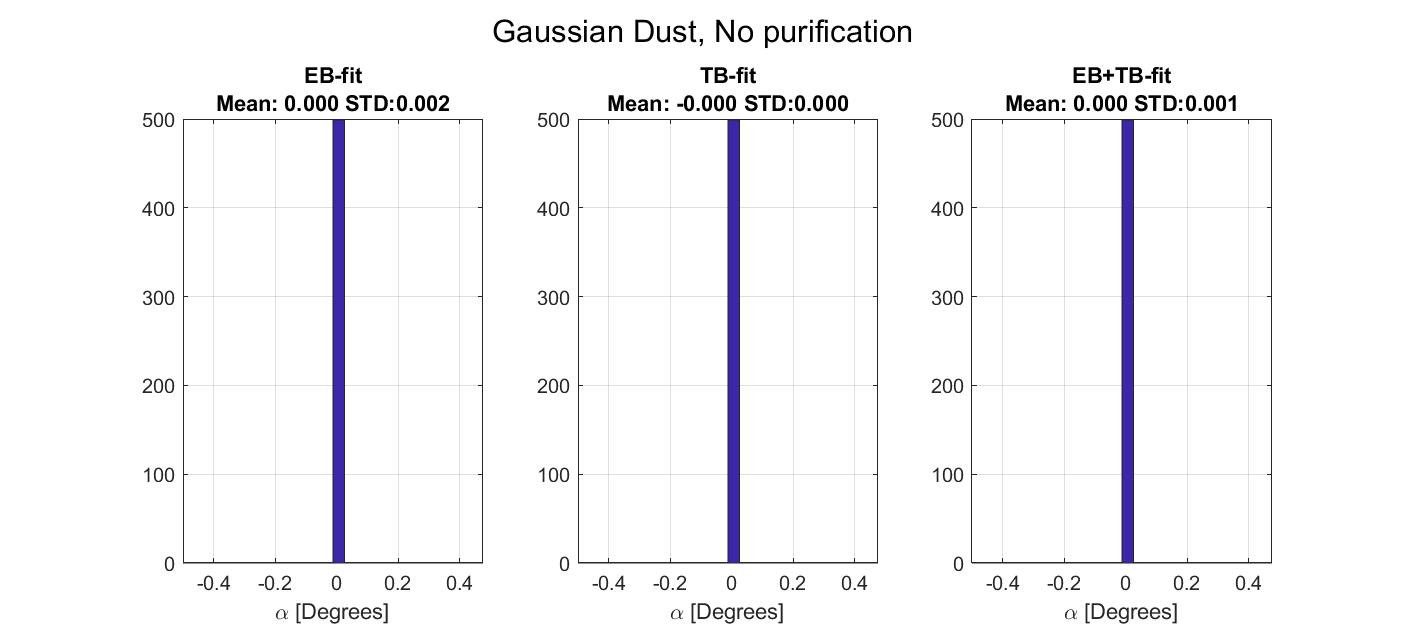 Gaussian Dust, No purification
EB-fit
Mean: 0.000 STD:0.002
500
400
300
200
100
0
-0.4 -0.2 0 0.2 0.4
α [Degrees]
TB-fit
Mean: -0.000 STD:0.000
500
400
300
200
100
0
-0.4 -0.2 0 0.2 0.4
α [Degrees]
EB+TB-fit
Mean: 0.000 STD:0.001
500
400
300
200
100
0
-0.4 -0.2 0 0.2 0.4
α [Degrees]